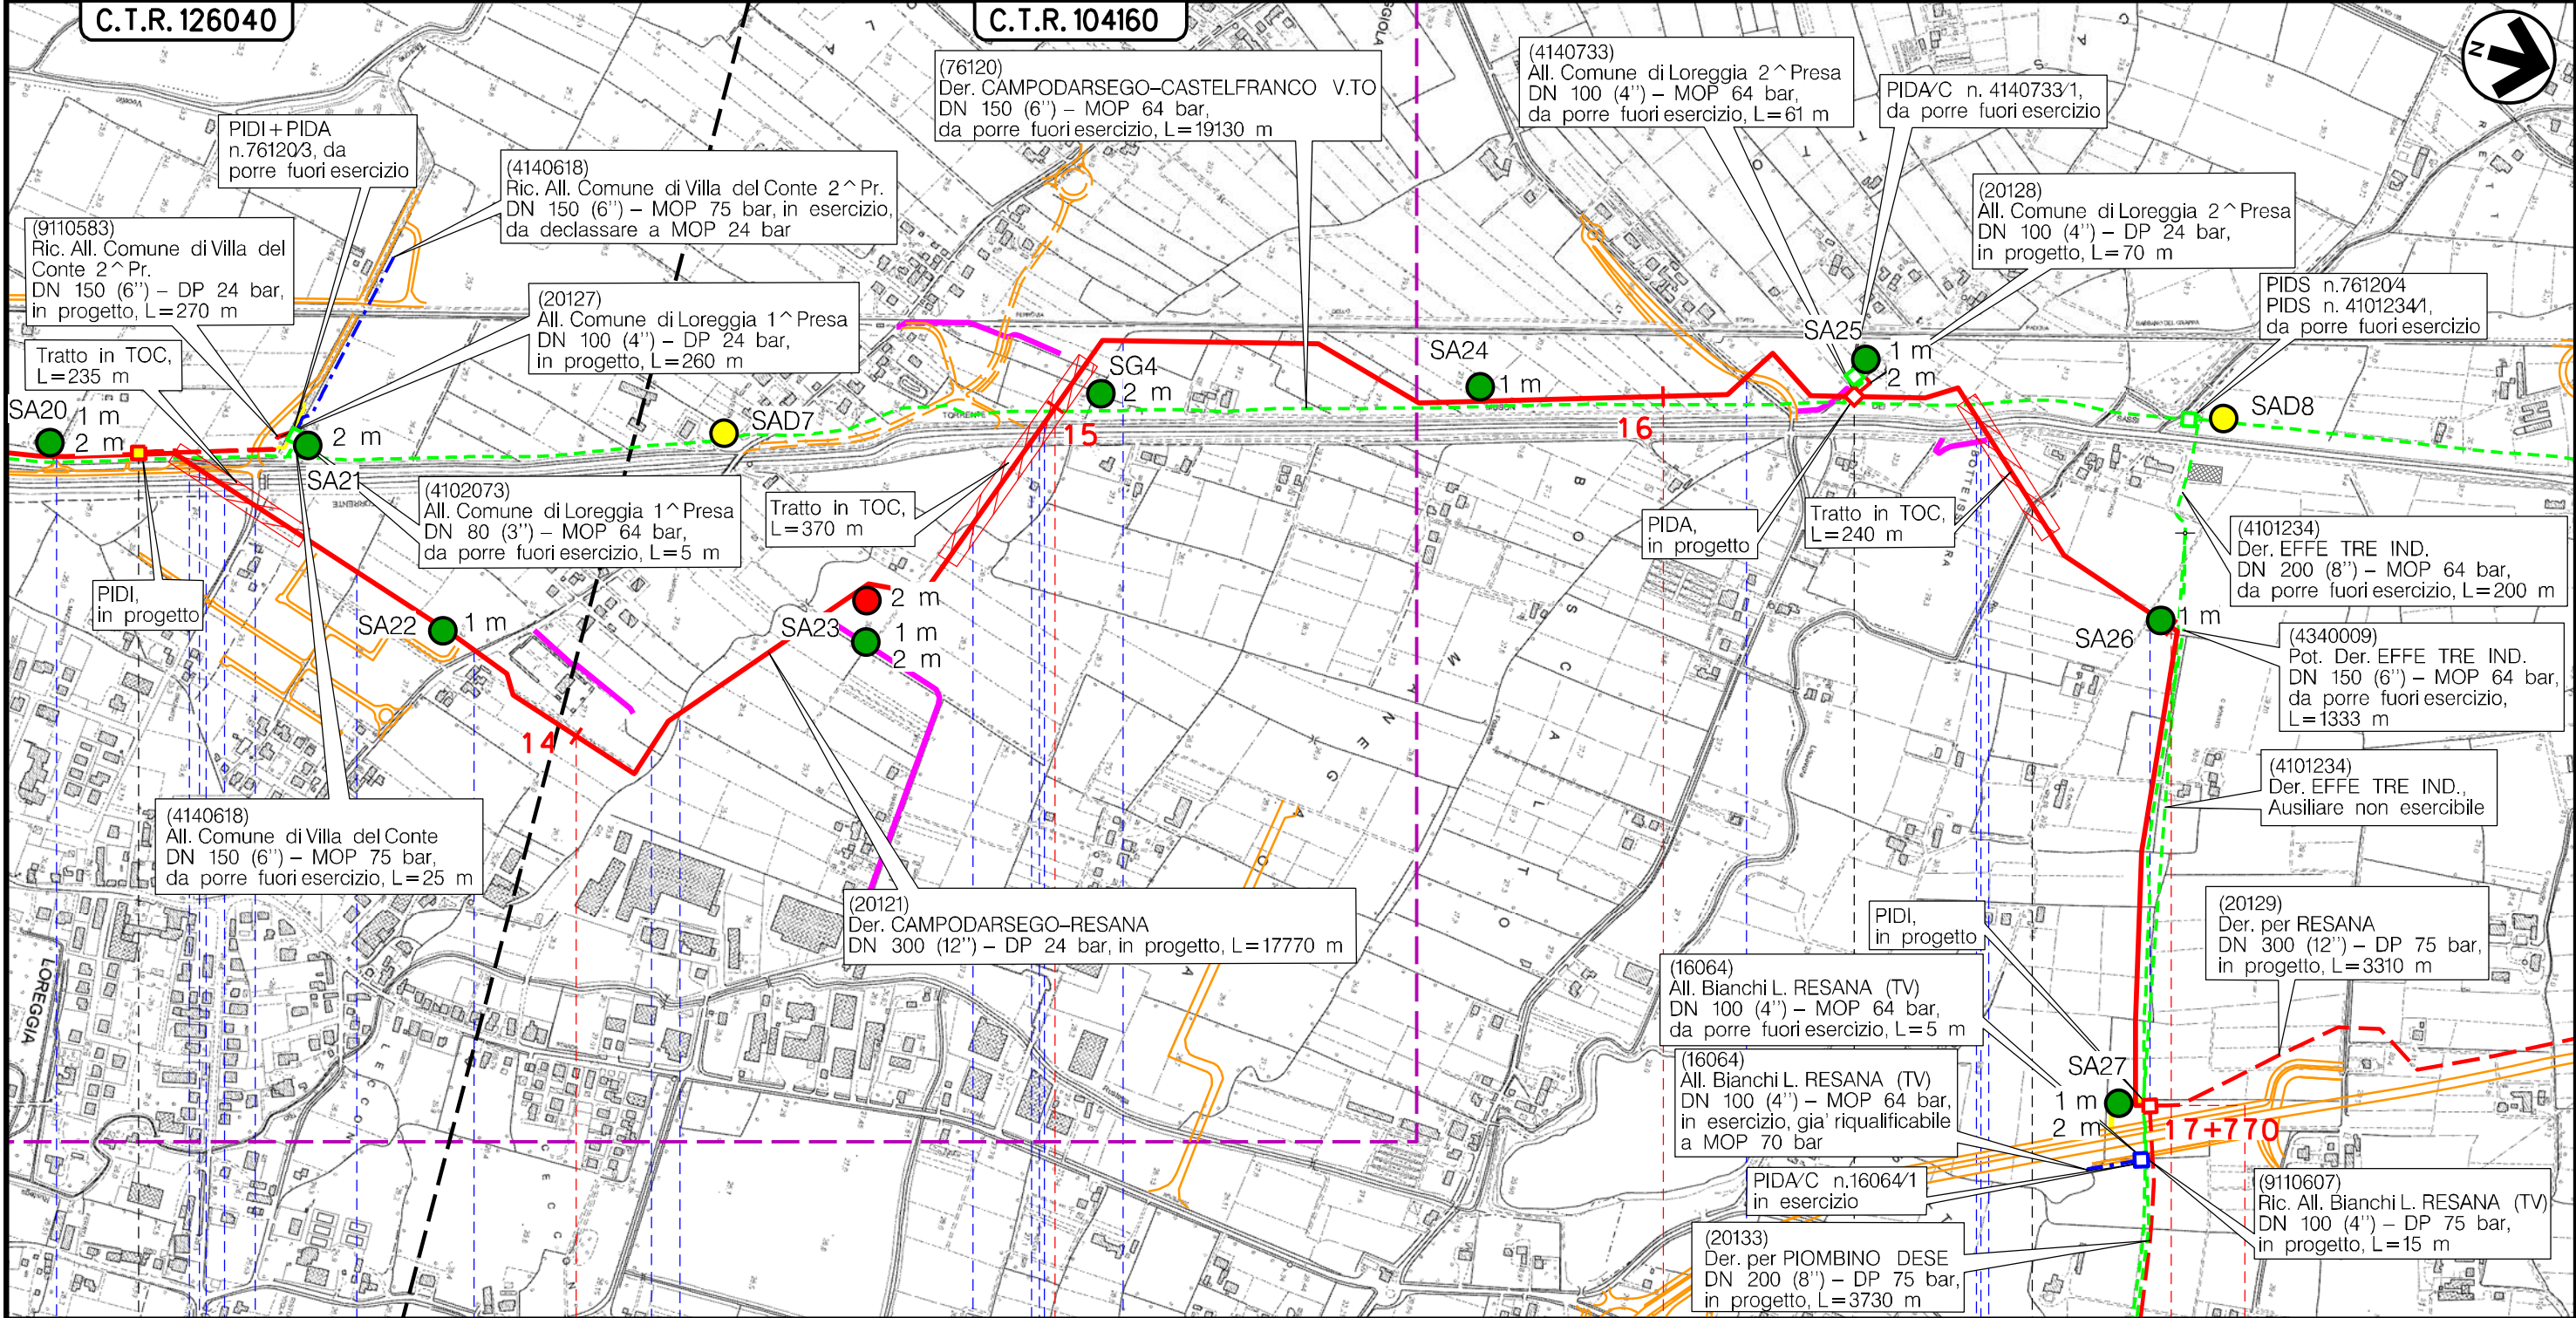 C.T.R. 126040
C.T.R. 104160
N
(76120)
Der. CAMPODARSEGO-CASTELFRANCO V.TO
DN 150 (6'') – MOP 64 bar,
da porre fuori esercizio, L=19130 m
(4140733)
All. Comune di Loreggia 2^Presa
DN 100 (4'') – MOP 64 bar,
da porre fuori esercizio, L=61 m
PIDA/C n. 4140733/1,
da porre fuori esercizio
PIDI+PIDA
n.76120/3, da
porre fuori esercizio
(4140618)
Ric. All. Comune di Villa del Conte 2^Pr.
DN 150 (6'') – MOP 75 bar, in esercizio,
da declassare a MOP 24 bar
(20128)
All. Comune di Loreggia 2^Presa
DN 100 (4'') – DP 24 bar,
in progetto, L=70 m
(9110583)
Ric. All. Comune di Villa del
Conte 2^Pr.
DN 150 (6'') – DP 24 bar,
in progetto, L=270 m
(20127)
All. Comune di Loreggia 1^Presa
DN 100 (4'') – DP 24 bar,
in progetto, L=260 m
PIDS n.76120/4
PIDS n. 4101234/1,
da porre fuori esercizio
Tratto in TOC,
L=235 m
SA20
1 m
2 m
SA21
2 m
SAD7
SG4
2 m
15
SA24
1 m
16
SA25
1 m
2 m
SAD8
TORRENTE
TORRENTE
(4102073)
All. Comune di Loreggia 1^Presa
DN 80 (3'') – MOP 64 bar,
da porre fuori esercizio, L=5 m
Tratto in TOC,
L=370 m
PIDA,
in progetto
Tratto in TOC,
L=240 m
(4101234)
Der. EFFE TRE IND.
DN 200 (8'') – MOP 64 bar,
da porre fuori esercizio, L=200 m
PIDI,
in progetto
SA22
1 m
SA23
2 m
1 m
2 m
SA26
1 m
(4340009)
Pot. Der. EFFE TRE IND.
DN 150 (6'') – MOP 64 bar,
da porre fuori esercizio,
L=1333 m
14
(4101234)
Der. EFFE TRE IND.,
Ausiliare non esercibile
(4140618)
All. Comune di Villa del Conte
DN 150 (6'') – MOP 75 bar,
da porre fuori esercizio, L=25 m
(20121)
Der. CAMPODARSEGO-RESANA
DN 300 (12'') – DP 24 bar, in progetto, L=17770 m
PIDI,
in progetto
(20129)
Der. per RESANA
DN 300 (12'') – DP 75 bar,
in progetto, L=3310 m
LOREGGIA
(16064)
All. Bianchi L. RESANA (TV)
DN 100 (4'') – MOP 64 bar,
da porre fuori esercizio, L=5 m
(16064)
All. Bianchi L. RESANA (TV)
DN 100 (4'') – MOP 64 bar,
in esercizio, gia' riqualificabile
a MOP 70 bar
SA27
1 m
2 m
17+770
PIDA/C n.16064/1
in esercizio
(9110607)
Ric. All. Bianchi L. RESANA (TV)
DN 100 (4'') – DP 75 bar,
in progetto, L=15 m
(20133)
Der. per PIOMBINO DESE
DN 200 (8'') – DP 75 bar,
in progetto, L=3730 m